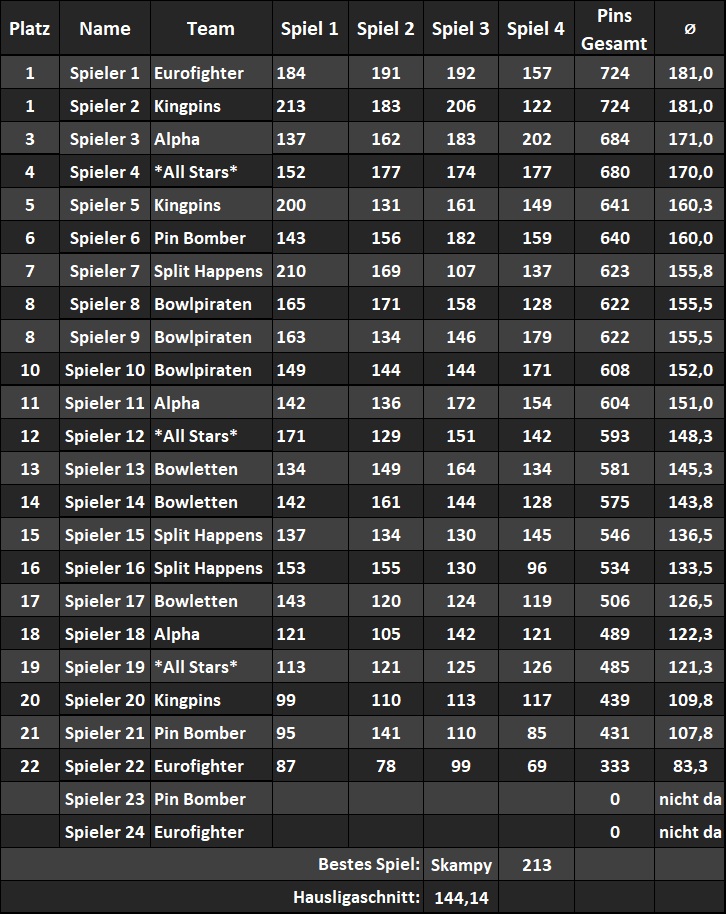 Platz Name Team Spiel 1 Spiel 2 Spiel 3 Spiel 4 Pins Gesamt ø
1 Spieler 1 Eurofighter 184 191 192 157 724 181,0
1 Spieler 2 Kingpins 213 183 206 122 724 181,0
3 Spieler 3 Alpha 137 162 183 202 684 171,0
4 Spieler 4 *All Stars* 152 177 174 177 680 170,0
5 Spieler 5 Kingpins 200 131 161 149 641 160,3
6 Spieler 6 Pin Bomber 143 156 182 159 640 160,0
7 Spieler 7 Split Happens 210 169 107 137 623 155,8
8 Spieler 8 Bowlpiraten 165 171 158 128 622 155,5
8 Spieler 9 Bowlpiraten 163 134 146 179 622 155,5
10 Spieler 10 Bowlpiraten 149 144 144 171 608 152,0
11 Spieler 11 Alpha 142 136 172 154 604 151,0
12 Spieler 12 *All Stars* 171 129 151 142 593 148,3
13 Spieler 13 Bowletten 134 149 164 134 581 145,3
14 Spieler 14 Bowletten 142 161 144 128 575 143,8
15 Spieler 15 Split Happens 137 134 130 145 546 136,5
16 Spieler 16 Split Happens 153 155 130 96 534 133,5
17 Spieler 17 Bowletten 143 120 124 119 506 126,5
18 Spieler 18 Alpha 121 105 142 121 489 122,3
19 Spieler 19 *All Stars* 113 121 125 126 485 121,3
20 Spieler 20 Kingpins 99 110 113 117 439 109,8
21 Spieler 21 Pin Bomber 95 141 110 85 431 107,8
22 Spieler 22 Eurofighter 87 78 99 69 333 83,3
Spieler 23 Pin Bomber 0 nicht da
Spieler 24 Eurofighter 0 nicht da
Bestes Spiel: Skampy 213
Hausligaschnitt: 144,14